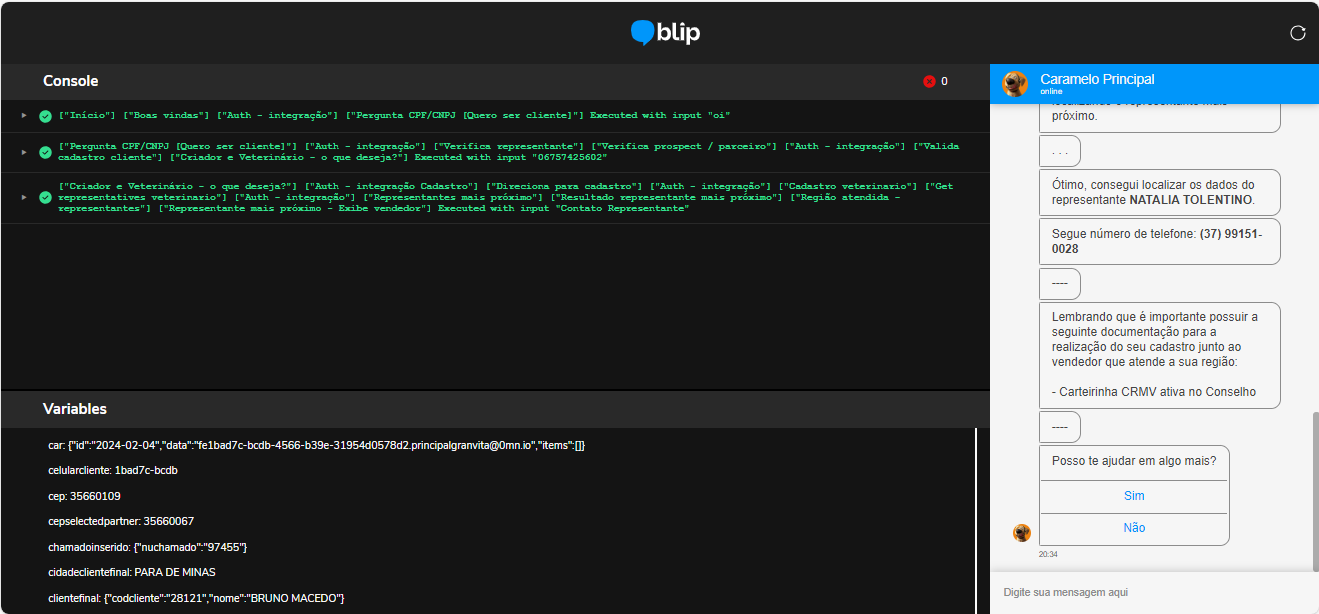 blip
Console
0
["Início"] ["Boas vindas"] ["Auth - integração"] ["Pergunta CPF/CNPJ [Quero ser cliente]"] Executed with input "oi"
["Pergunta CPF/CNPJ [Quero ser cliente]"] ["Auth - integração"] ["Verifica representante"] ["Verifica prospect / parceiro"] ["Auth - integração"] ["Valida
cadastro cliente"] ["Criador e Veterinário - o que deseja?"] Executed with input "06757425602"
["Criador e Veterinário - o que deseja?"] ["Auth - integração Cadastro"] ["Direciona para cadastro"] ["Auth - integração"] ["Cadastro veterinario"] ["Get
representatives veterinario"] ["Auth - integração"] ["Representantes mais próximo"] ["Resultado representante mais próximo"] ["Região atendida -
representantes"] ["Representante mais próximo - Exibe vendedor"] Executed with input "Contato Representante"
Variables
car: {"id":"2024-02-04","data":"fe1bad7c-bcdb-4566-b39e-31954d0578d2.principalgranvita@0mn.io","items":[]}
celularcliente: 1bad7c-bcdb
cep: 35660109
cepselectedpartner: 35660067
chamadoinserido: {"nuchamado":"97455"}
cidadeclientefinal: PARA DE MINAS
clientefinal: {"codcliente":"28121","nome":"BRUNO MACEDO"}
Caramelo Principal
online
localizando o representante mais
próximo.
. . .
Ótimo, consegui localizar os dados do
representante NATALIA TOLENTINO.
Segue número de telefone: (37) 99151-
0028
----
Lembrando que é importante possuir a
seguinte documentação para a
realização do seu cadastro junto ao
vendedor que atende a sua região:
- Carteirinha CRMV ativa no Conselho
----
Posso te ajudar em algo mais?
Sim
Não
20:34
Digite sua mensagem aqui